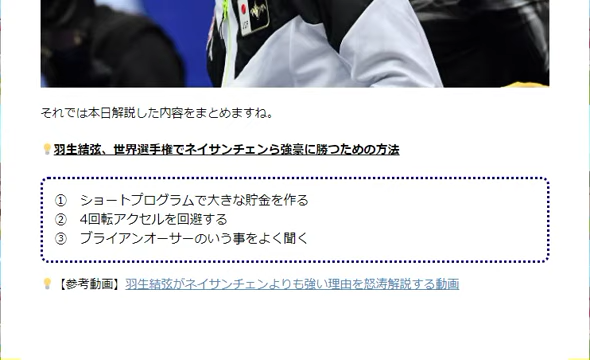 それでは本日解説した内容をまとめますね。
羽生結弦、世界選手権でネイサンチェンら強豪に勝つための方法
① ショートプログラムで大きな貯金を作る
② 4回転アクセルを回避する
③ ブライアンオーサーのいう事をよく聞く
【参考動画】羽生結弦がネイサンチェンよりも強い理由を怒涛解説する動画